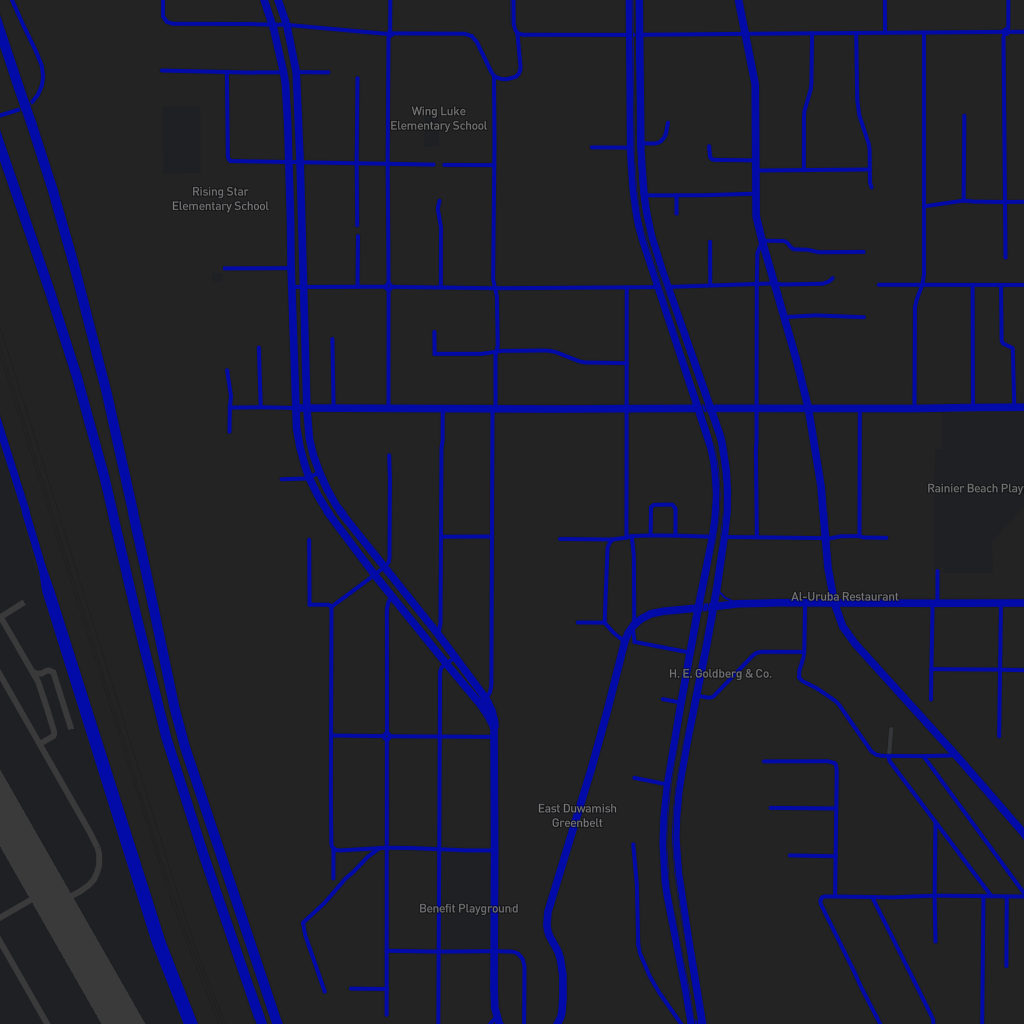 Wing Luke
Elementary School
Rising Star
Elementary School
Rainier Beach Play
Al-Uruba Restaurant
H. E. Goldberg & Co.
East Duwamish
Greenbelt
Benefit Playground